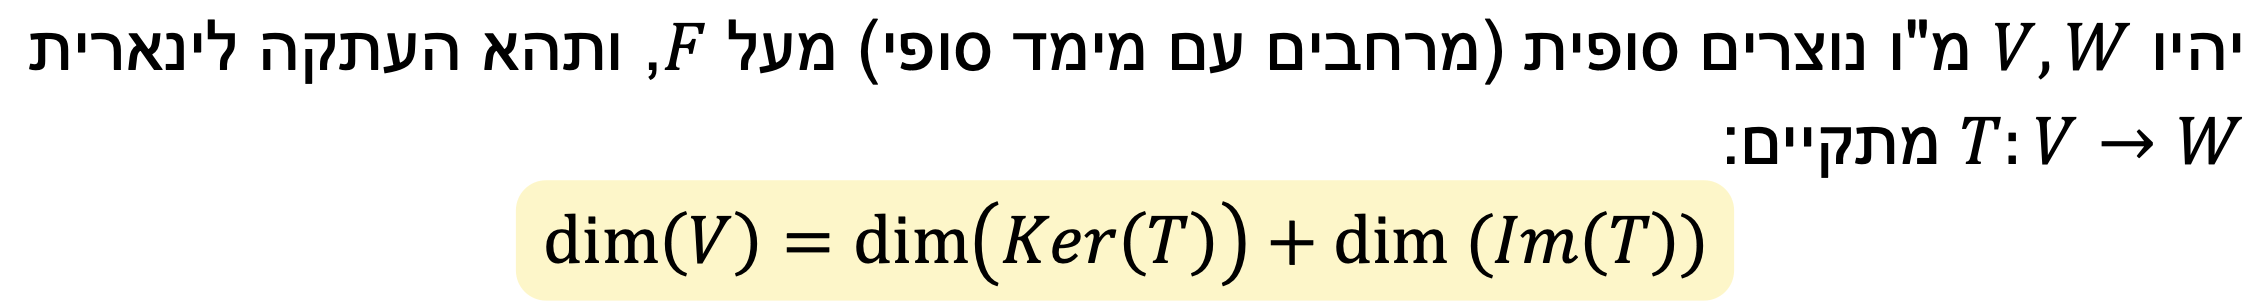 יהיו V,W מ"ו נוצרים סופית (מרחבים עם מימד סופי) מעל F, ותהא העתקה לינארית
T:V → W מתקיים:
dim(V) = dim(Ker(T)) + dim (Im(T))